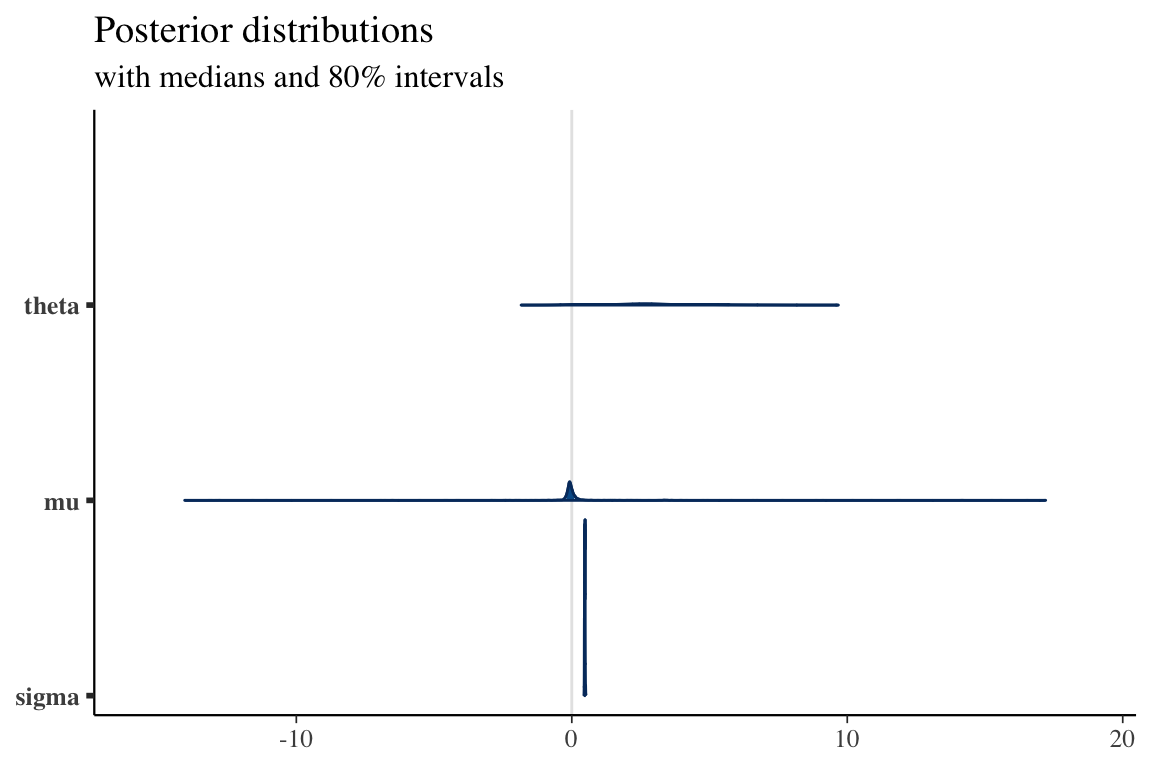 Posterior distributions
with medians and 80% intervals
theta
mu
sigma
-10
0
10
20